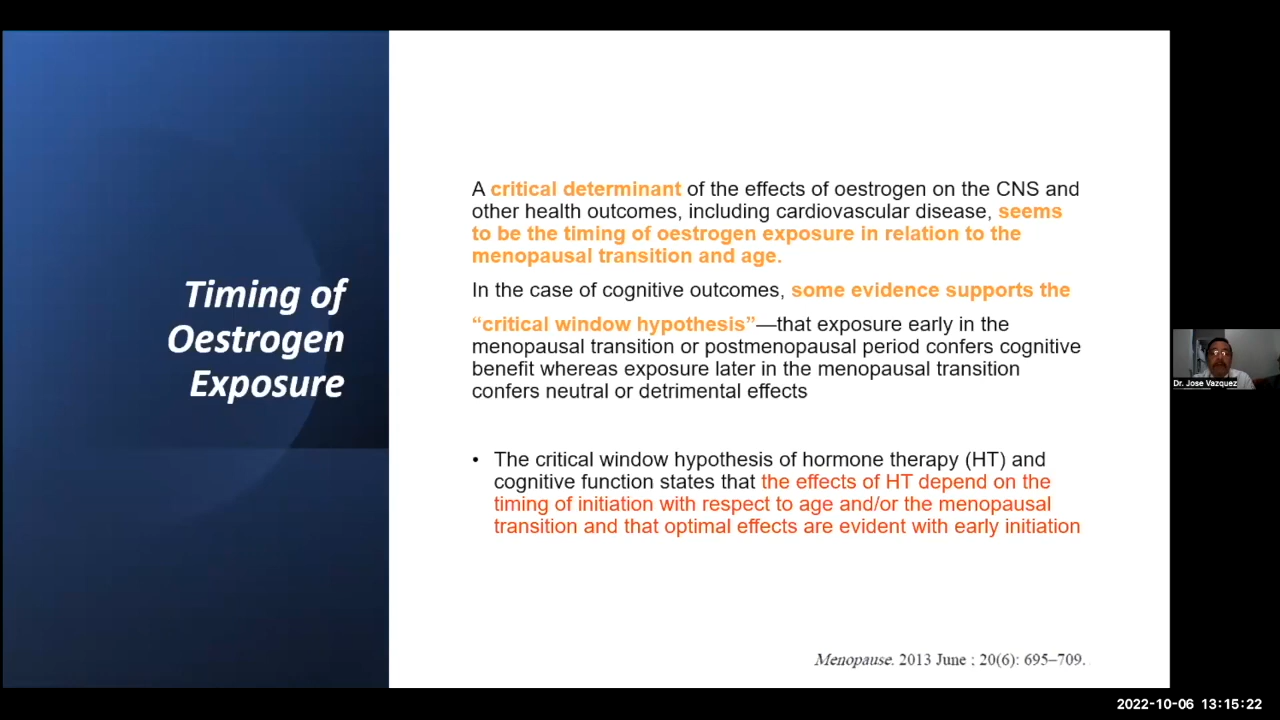 Timing of
Oestrogen
Exposure
A critical determinant of the effects of oestrogen on the CNS and
other health outcomes, including cardiovascular disease, seems
to be the timing of oestrogen exposure in relation to the
menopausal transition and age.
In the case of cognitive outcomes, some evidence supports the
“critical window hypothesis”—that exposure early in the
menopausal transition or postmenopausal period confers cognitive
benefit whereas exposure later in the menopausal transition
confers neutral or detrimental effects
• The critical window hypothesis of hormone therapy (HT) and
cognitive function states that the effects of HT depend on the
timing of initiation with respect to age and/or the menopausal
transition and that optimal effects are evident with early initiation
Menopause. 2013 June ; 20(6): 695–709.
Dr. Jose Vazquez
2022-10-06 13:15:22